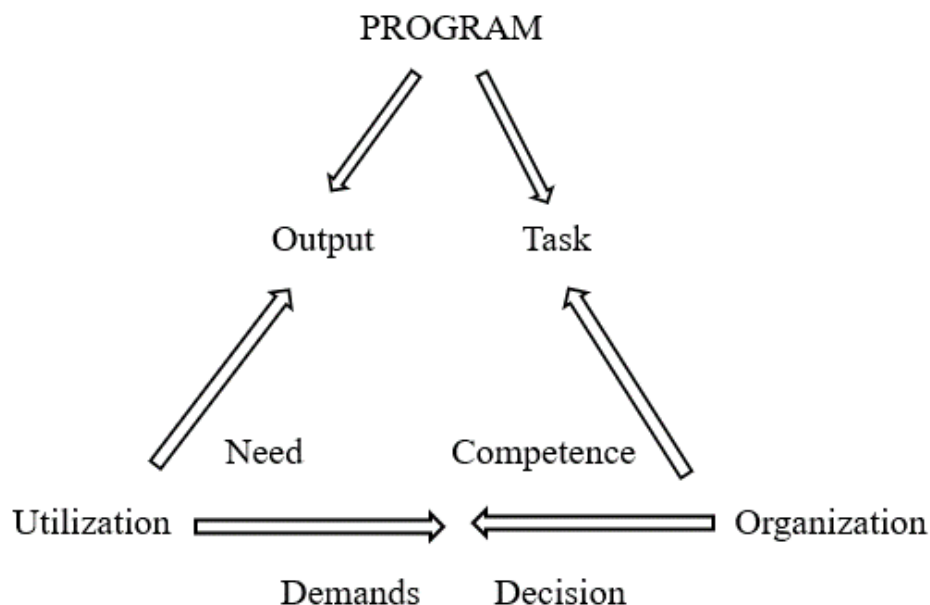 PROGRAM
Output Task
Need Competence
Utilization Organization
Demands Decision